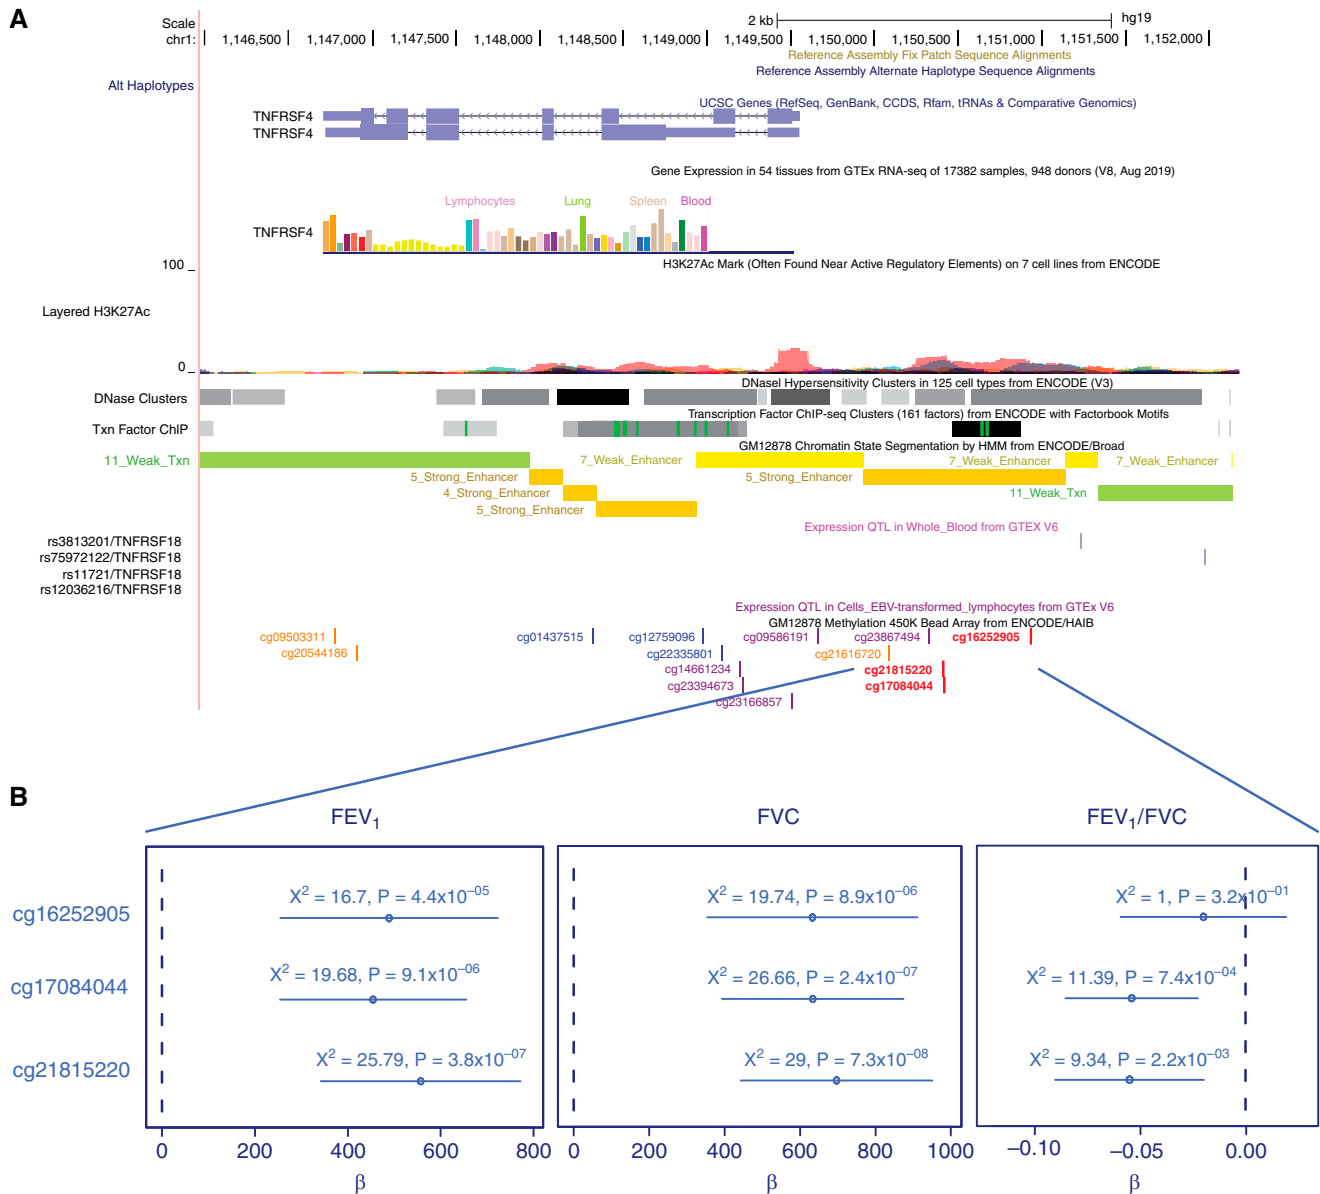 A
Scale
2 kb
hg19
chr1:
1,146,500
1,147,000
1,147,500
1,148,000
1,148,500
1,149,000
1,149,500
1,150,000
1,150,500
1,151,000
1,151,500
1,152,000
Reference Assembly Fix Patch Sequence Alignments
Reference Assembly Alternate Haplotype Sequence Alignments
Alt Haplotypes
UCSC Genes (RefSeq, GenBank, CCDS, Rfam, tRNAs & Comparative Genomics)
TNFRSF4
TNFRSF4
Gene Expression in 54 tissues from GTEx RNA-seq of 17382 samples, 948 donors (V8, Aug 2019)
Lymphocytes
Lung
Spleen
Blood
TNFRSF4
H3K27Ac Mark (Often Found Near Active Regulatory Elements) on 7 cell lines from ENCODE
100
Layered H3K27Ac
0
DNaseI Hypersensitivity Clusters in 125 cell types from ENCODE (V3)
DNase Clusters
Transcription Factor ChIP-seq Clusters (161 factors) from ENCODE with Factorbook Motifs
Txn Factor ChIP
GM12878 Chromatin State Segmentation by HMM from ENCODE/Broad
11_Weak_Txn
7_Weak_Enhancer
7_Weak_Enhancer
7_Weak_Enhancer
5_Strong_Enhancer
5_Strong_Enhancer
4_Strong_Enhancer
11_Weak_Txn
5_Strong_Enhancer
Expression QTL in Whole_Blood from GTEX V6
rs3813201/TNFRSF18
rs75972122/TNFRSF18
rs11721/TNFRSF18
rs12036216/TNFRSF18
Expression QTL in Cells_EBV-transformed_lymphocytes from GTEx V6
GM12878 Methylation 450K Bead Array from ENCODE/HAIB
cg09503311
cg01437515
cg12759096
cg09586191
cg23867494
cg16252905
cg20544186
cg22335801
cg21616720
cg14661234
cg21815220
cg23394673
cg17084044
cg23166857
B
FEV₁
FVC
FEV₁/FVC
cg16252905
X² = 16.7, P = 4.4x10⁻⁰⁵
X² = 19.74, P = 8.9x10⁻⁰⁶
X² = 1, P = 3.2x10⁻⁰¹
cg17084044
X² = 19.68, P = 9.1x10⁻⁰⁶
X² = 26.66, P = 2.4x10⁻⁰⁷
X² = 11.39, P = 7.4x10⁻⁰⁴
cg21815220
X² = 25.79, P = 3.8x10⁻⁰⁷
X² = 29, P = 7.3x10⁻⁰⁸
X² = 9.34, P = 2.2x10⁻⁰³
0 200 400 600 800
0 200 400 600 800 1000
−0.10 −0.05 0.00
β
β
β